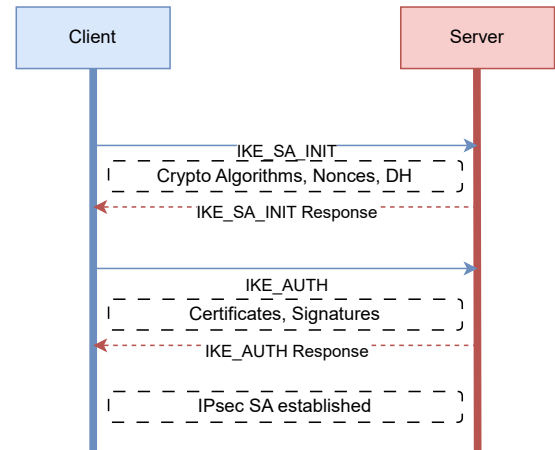 Client
Server
IKE_SA_INIT
Crypto Algorithms, Nonces, DH
IKE_SA_INIT Response
IKE_AUTH
Certificates, Signatures
IKE_AUTH Response
IPsec SA established